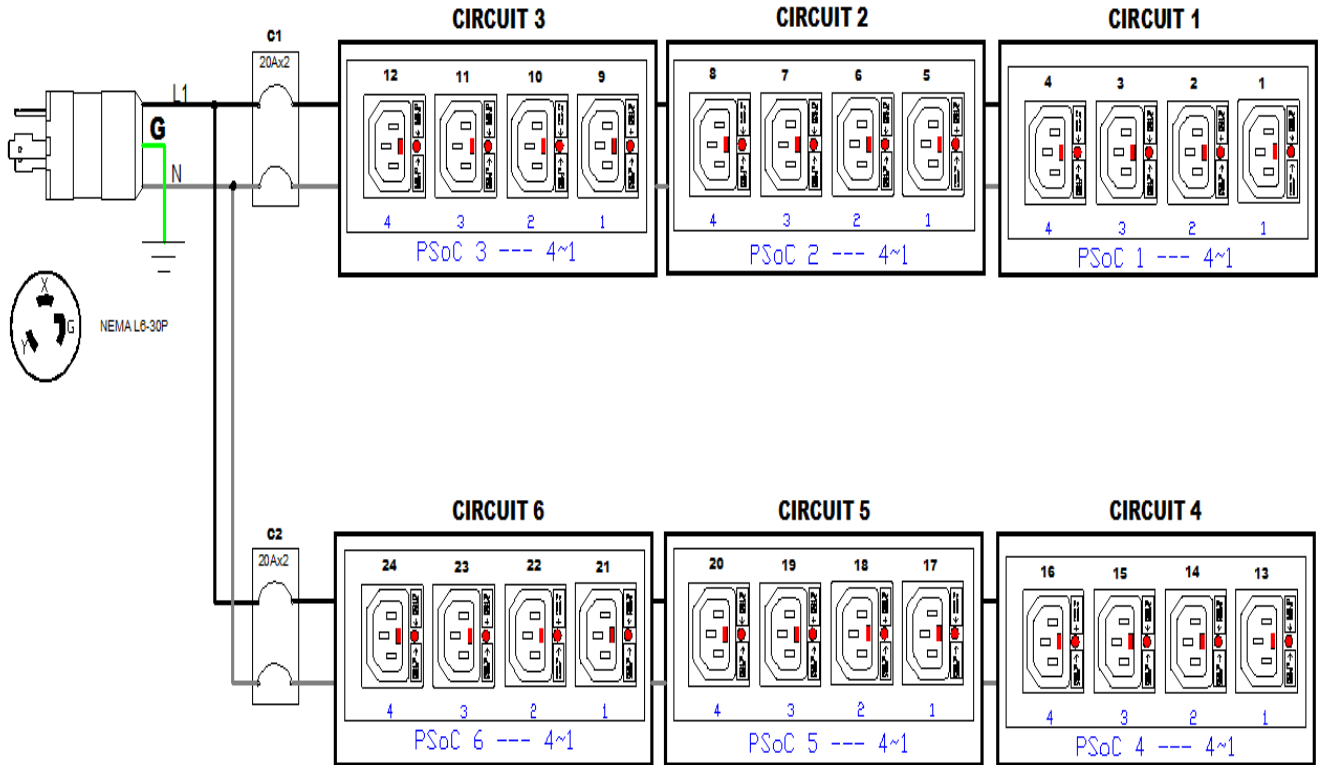 CIRCUIT 3
CIRCUIT 2
CIRCUIT 1
C1
20Ax2
12 11 10 9
8 7 6 5
4 3 2 1
L1
G
N
4 3 2 1
4 3 2 1
4 3 2 1
PSoC 3 --- 4~1
PSoC 2 --- 4~1
PSoC 1 --- 4~1
X
G
Y
NEMA L6-30P
CIRCUIT 6
CIRCUIT 5
CIRCUIT 4
C2
20Ax2
24 23 22 21
20 19 18 17
16 15 14 13
4 3 2 1
4 3 2 1
4 3 2 1
PSoC 6 --- 4~1
PSoC 5 --- 4~1
PSoC 4 --- 4~1